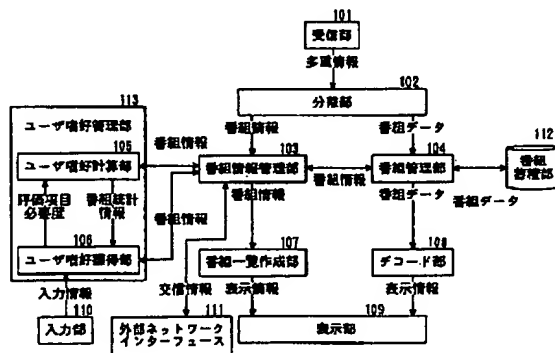 101
受信部
多重情報
102
分離部
113
ユーザ嗜好管理部
105
ユーザ嗜好計算部
評価項目
必要度
番組統計
情報
106
ユーザ嗜好獲得部
入力情報
110
入力部
番組情報
番組情報
番組情報
103
番組情報管理部
番組情報
番組情報
番組データ
104
番組管理部
番組データ
112
番組
蓄積部
番組データ
107
番組一覧作成部
表示情報
108
デコード部
表示情報
交信情報
111
外部ネットワーク
インターフェース
109
表示部